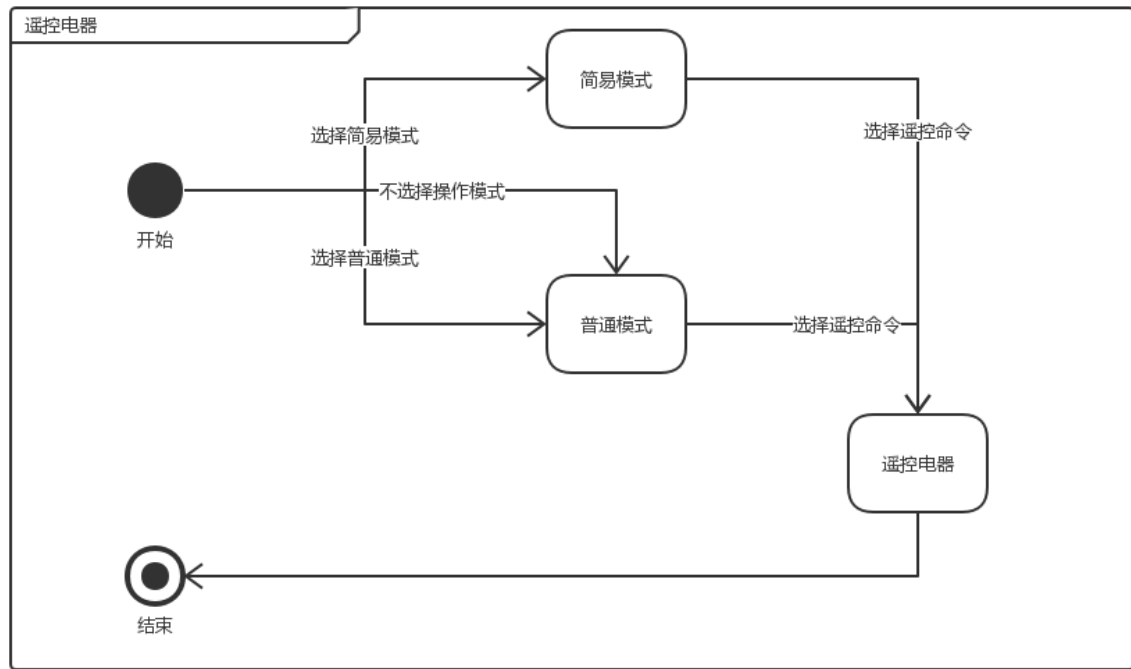 遥控电器
简易模式
选择简易模式
选择遥控命令
不选择操作模式
开始
选择普通模式
普通模式
选择遥控命令
遥控电器
结束